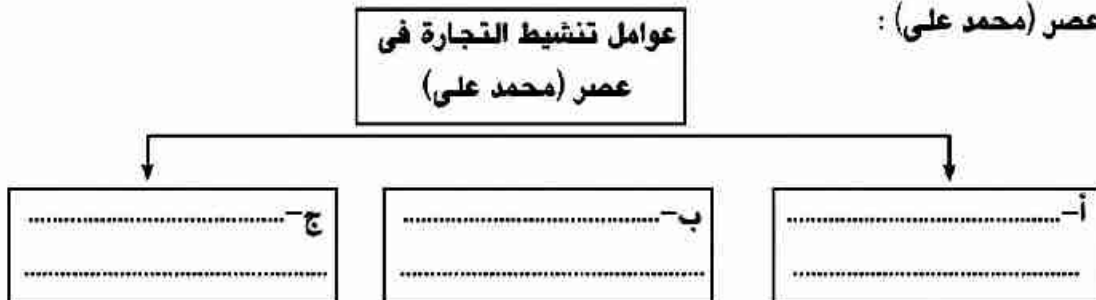 عصر (محمد على) :
عوامل تنشيط التجارة فى
عصر (محمد على)
أ-........................................
........................................
ب-........................................
........................................
ج-........................................
........................................